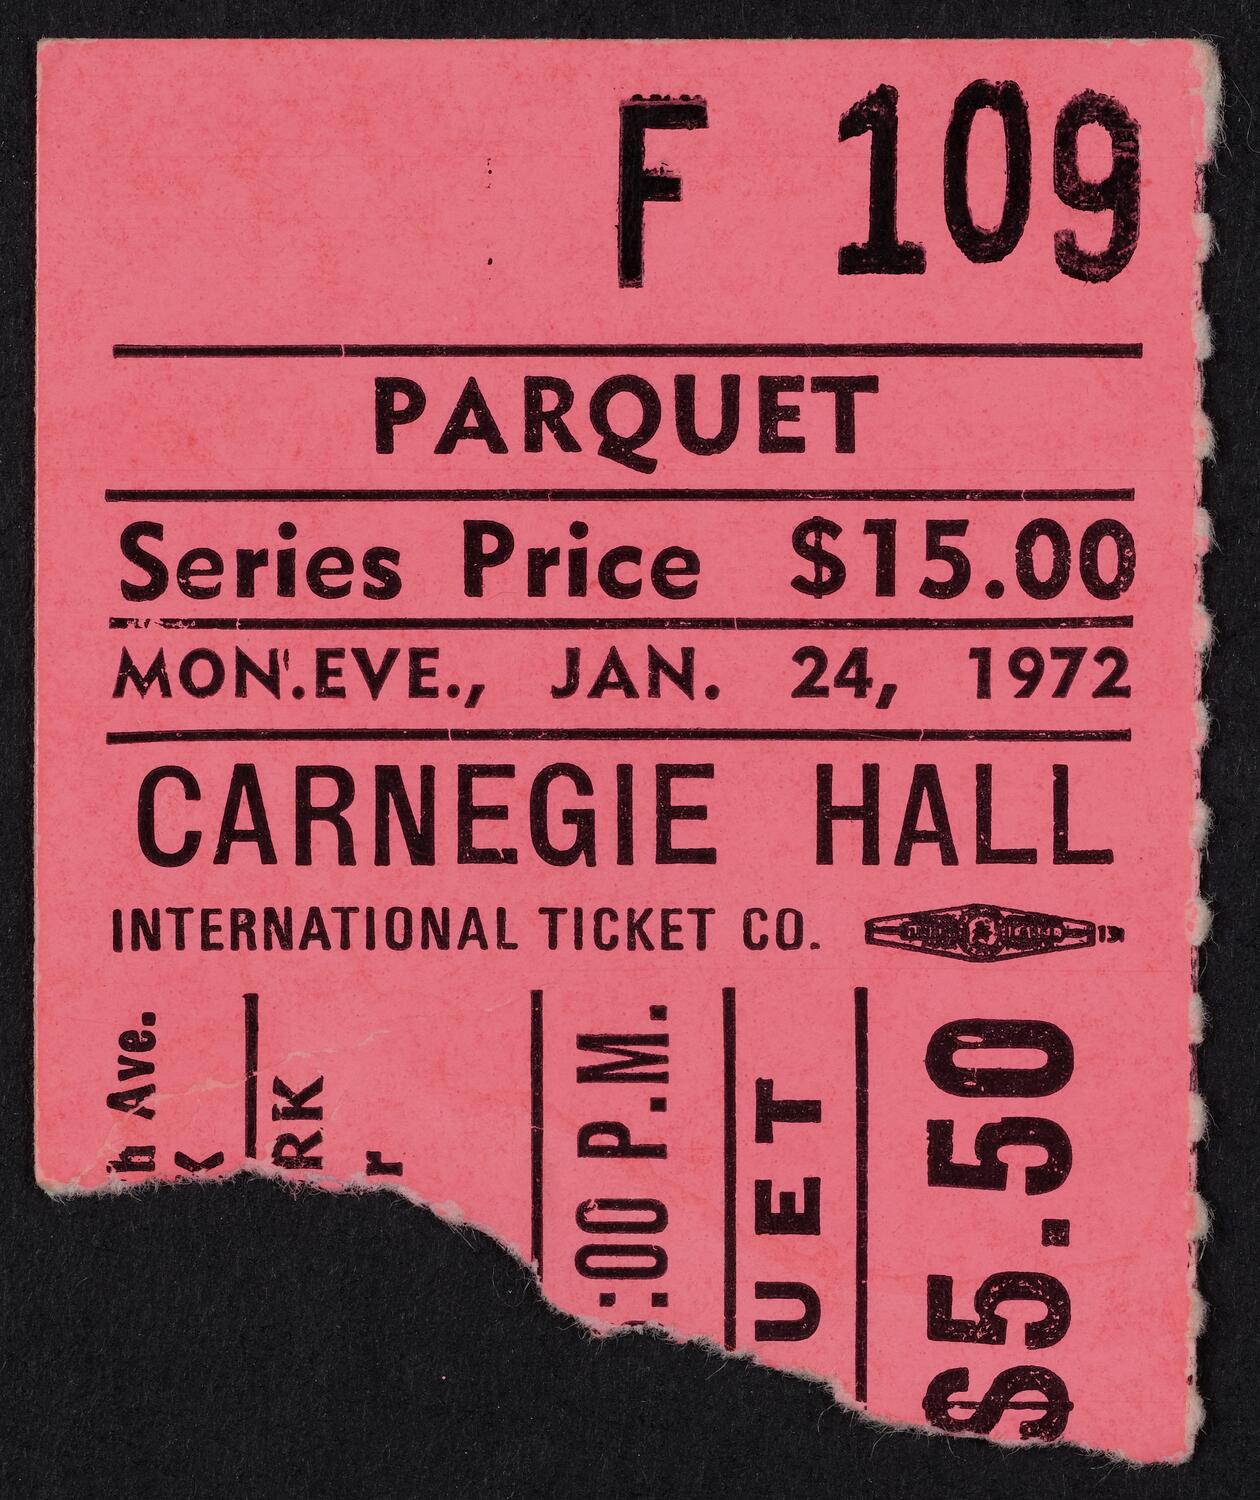 F 109
PARQUET
Series Price $15.00
MON.EVE., JAN. 24, 1972
CARNEGIE HALL
INTERNATIONAL TICKET CO.
h Ave.
K
RK
r
:00 P.M.
UET
$5.50